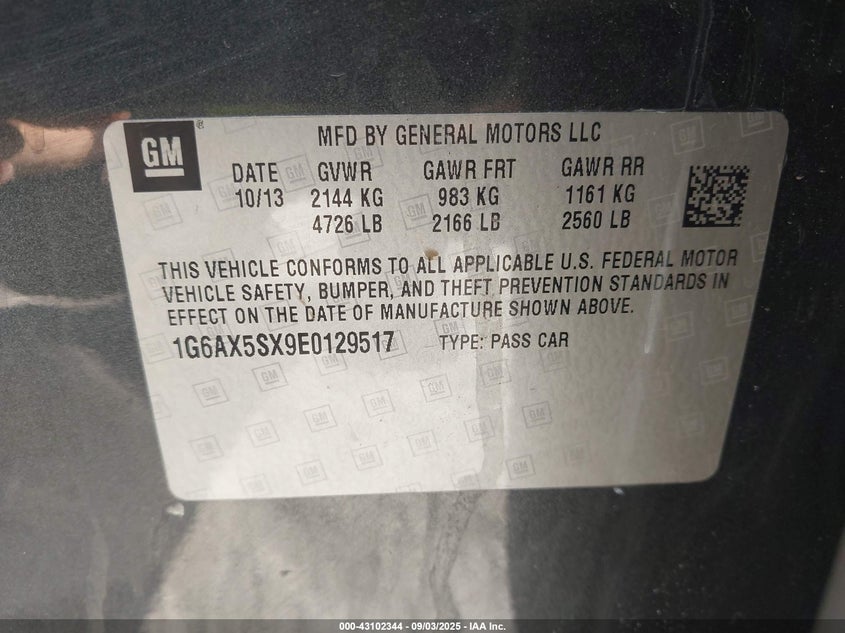 GM
MFD BY GENERAL MOTORS LLC
DATE GVWR GAWR FRT GAWR RR
10/13 2144 KG 983 KG 1161 KG
4726 LB 2166 LB 2560 LB
THIS VEHICLE CONFORMS TO ALL APPLICABLE U.S. FEDERAL MOTOR
VEHICLE SAFETY, BUMPER, AND THEFT PREVENTION STANDARDS IN
EFFECT ON THE DATE OF MANUFACTURE SHOWN ABOVE.
1G6AX5SX9E0129517 TYPE: PASS CAR
000-43102344 - 09/03/2025 - IAA Inc.